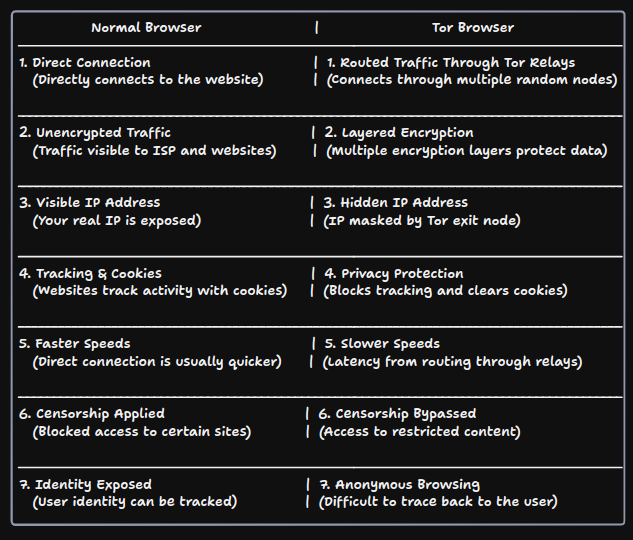 Normal Browser | Tor Browser
1. Direct Connection | 1. Routed Traffic Through Tor Relays
(Directly connects to the website) | (Connects through multiple random nodes)
2. Unencrypted Traffic | 2. Layered Encryption
(Traffic visible to ISP and websites) | (Multiple encryption layers protect data)
3. Visible IP Address | 3. Hidden IP Address
(Your real IP is exposed) | (IP masked by Tor exit node)
4. Tracking & Cookies | 4. Privacy Protection
(Websites track activity with cookies) | (Blocks tracking and clears cookies)
5. Faster Speeds | 5. Slower Speeds
(Direct connection is usually quicker) | (Latency from routing through relays)
6. Censorship Applied | 6. Censorship Bypassed
(Blocked access to certain sites) | (Access to restricted content)
7. Identity Exposed | 7. Anonymous Browsing
(User identity can be tracked) | (Difficult to trace back to the user)